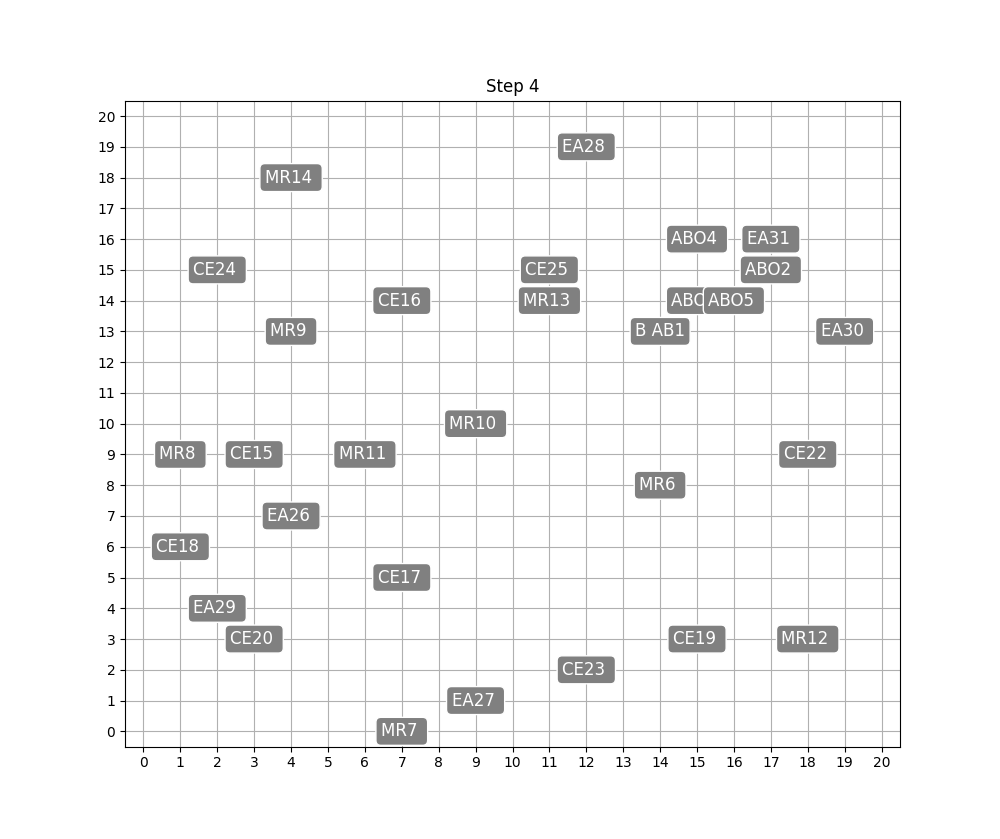 Step 4
20
19 EA28
18 MR14
17
16 ABO4 EA31
15 CE24 CE25 ABO2
14 CE16 MR13 ABO5
13 MR9 B AB1 EA30
12
11
10 MR10
9 MR8 CE15 MR11 CE22
8 MR6
7 EA26
6 CE18
5 CE17
4 EA29
3 CE20 CE19 MR12
2 CE23
1 EA27
0 MR7
0 1 2 3 4 5 6 7 8 9 10 11 12 13 14 15 16 17 18 19 20